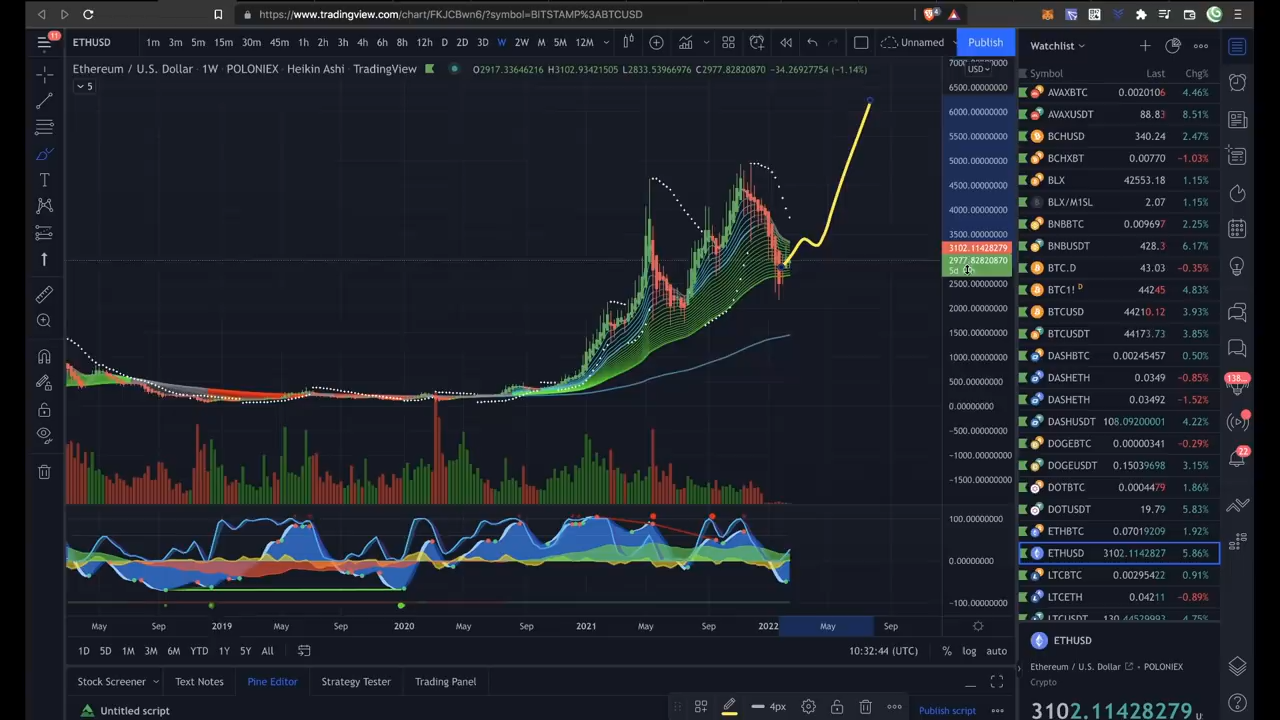 https://www.tradingview.com/chart/FKJCBwn6/?symbol=BITSTAMP%3ABTCUSD
11
ETHUSD 1m 3m 5m 15m 30m 45m 1h 2h 3h 4h 6h 8h 12h D 2D 3D W 2W M 5M 12M Unnamed Publish
Watchlist
Ethereum / U.S. Dollar · 1W · POLONIEX · Heikin Ashi · TradingView O2917.33646216 H3102.93421505 L2833.53966976 C2977.82820870 -34.26927754 (-1.14%)
5
USD
6500.00000000
6000.00000000
5500.00000000
5000.00000000
4500.00000000
4000.00000000
3500.00000000
3102.11428279
2977.82820870
2500.00000000
2000.00000000
1500.00000000
1000.00000000
500.00000000
0.00000000
-500.00000000
-1000.00000000
-1500.00000000
100.00000000
0.00000000
-100.00000000
May Sep 2019 May Sep 2020 May Sep 2021 May Sep 2022 May Sep
1D 5D 1M 3M 6M YTD 1Y 5Y All
10:32:44 (UTC) % log auto
Stock Screener Text Notes Pine Editor Strategy Tester Trading Panel
Untitled script
4px
Publish script
Symbol Last Chg%
AVAXBTC 0.0020106 4.46%
AVAXUSDT 88.83 8.51%
BCHUSD 340.24 2.47%
BCHXBT 0.00770 -1.03%
BLX 42553.18 1.15%
BLX/M1SL 2.07 1.15%
BNBBTC 0.009697 2.25%
BNBUSDT 428.3 6.17%
BTC.D 43.03 -0.35%
BTC1! D 44245 4.83%
BTCUSD 44210.12 3.93%
BTCUSDT 44173.73 3.85%
DASHBTC 0.00245457 0.50%
DASHETH 0.0349 -0.85%
DASHETH 0.03492 -1.52%
DASHUSDT 108.09200001 4.22%
DOGEBTC 0.00000341 -0.29%
DOGEUSDT 0.15039698 3.15%
DOTBTC 0.0004479 1.86%
DOTUSDT 19.79 5.83%
ETHBTC 0.07019209 1.92%
ETHUSD 3102.1142827 5.86%
LTCBTC 0.00295422 0.91%
LTCETH 0.04211 -0.89%
LTCUSDT 130.44529993 4.75%
ETHUSD
Ethereum / U.S. Dollar · POLONIEX
Crypto
3102.11428279
138...
22